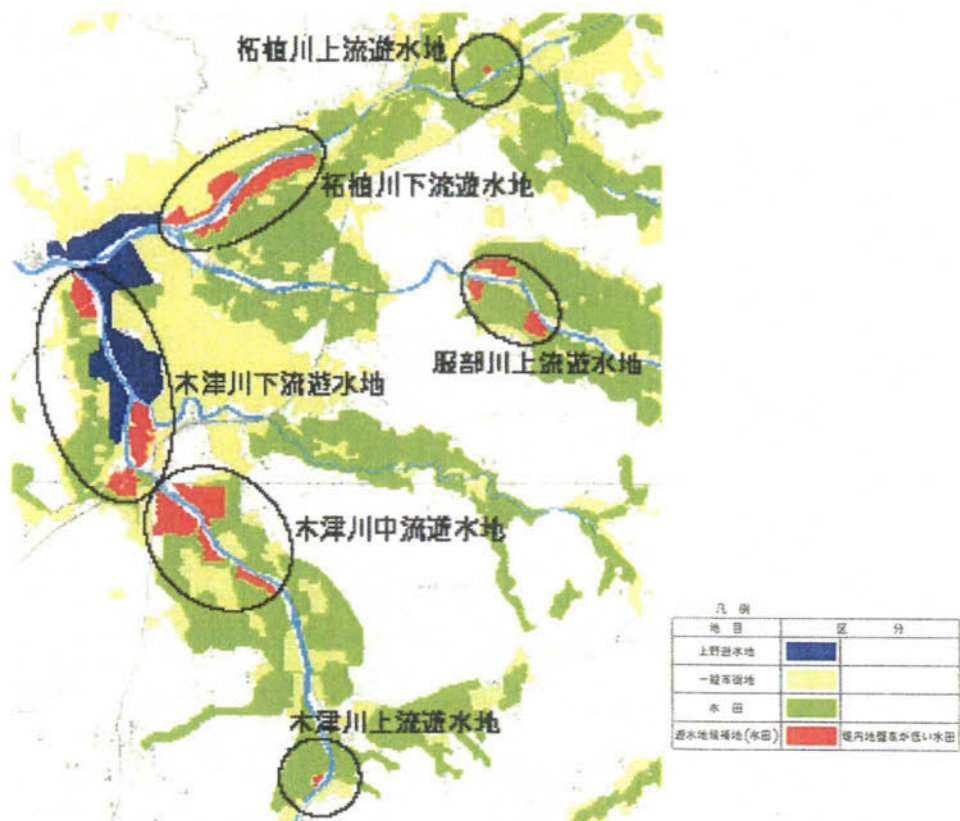 柘植川上流遊水地
柘植川下流遊水地
服部川上流遊水地
木津川下流遊水地
木津川中流遊水地
木津川上流遊水地
凡例
地目 区分
上野遊水地
一般市街地
水田
遊水地候補地(水田) 堤内地盤高が低い水田